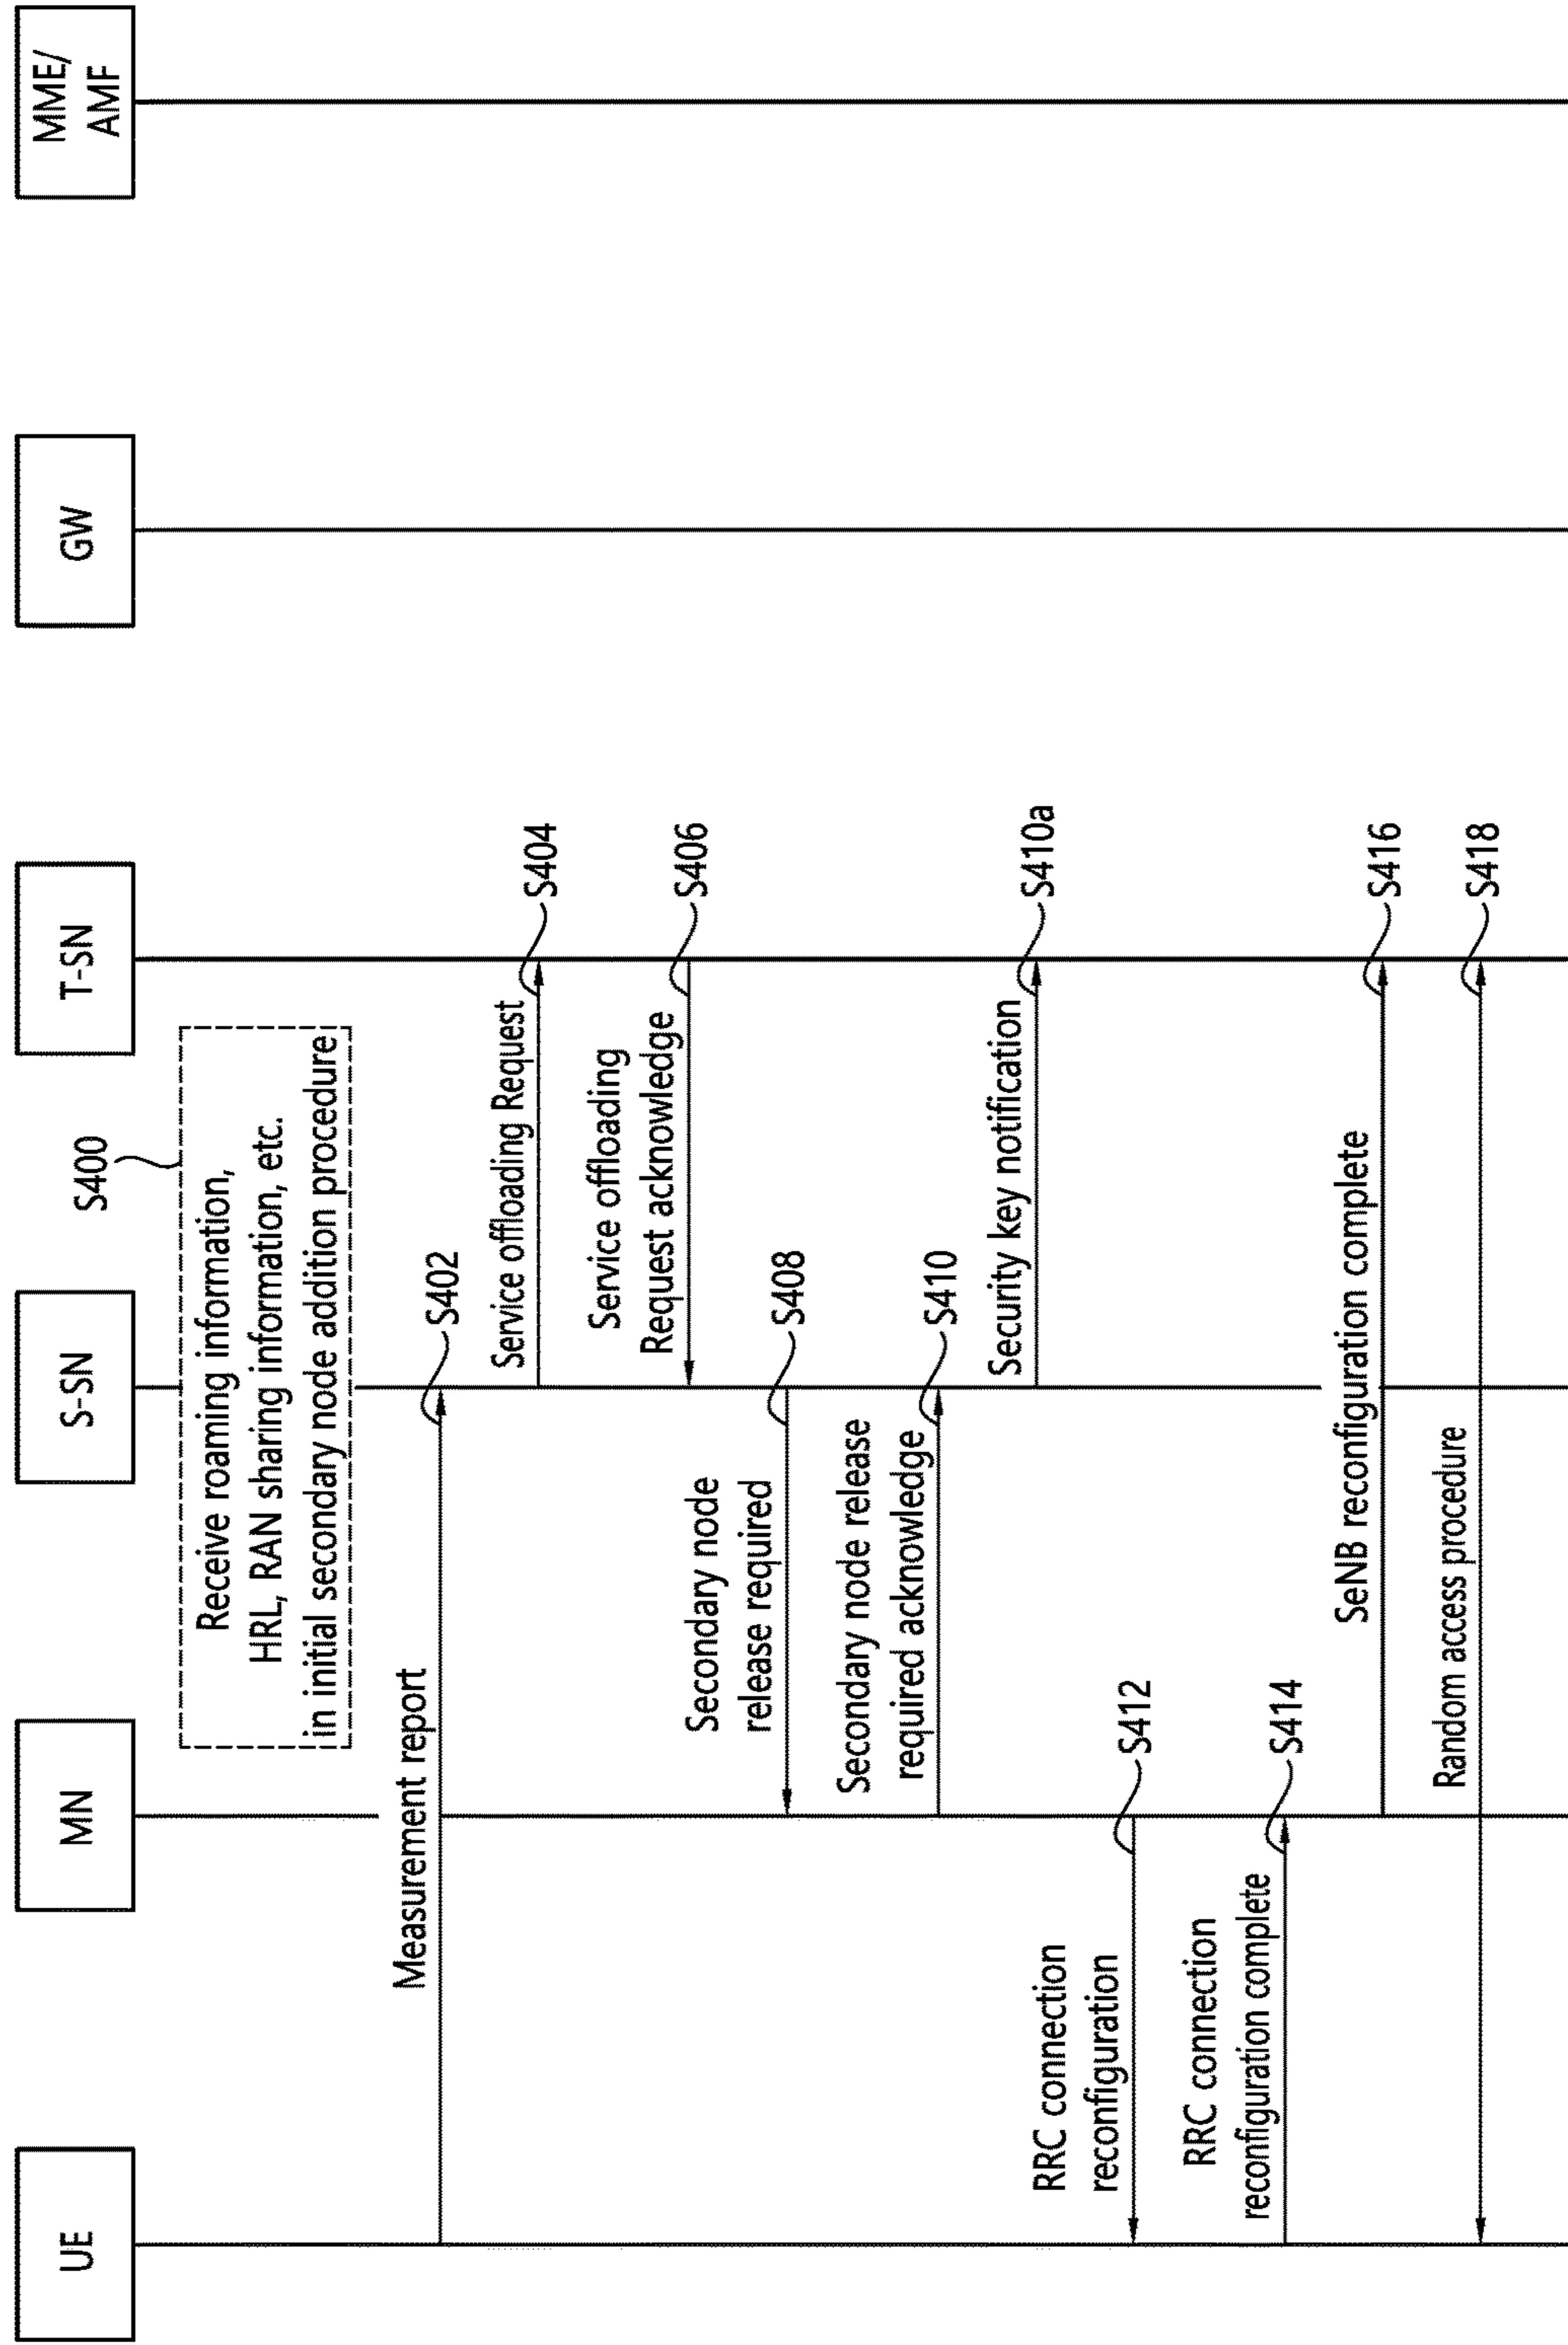 UE
MN
S-SN
T-SN
GW
MME/
AMF
S400
Receive roaming information,
HRL, RAN sharing information, etc.
in initial secondary node addition procedure
Measurement report
S402
Service offloading Request
S404
Service offloading
Request acknowledge
S406
Secondary node
release required
S408
Secondary node release
required acknowledge
S410
Security key notification
S410a
RRC connection
reconfiguration
S412
RRC connection
reconfiguration complete
S414
SeNB reconfiguration complete
S416
Random access procedure
S418